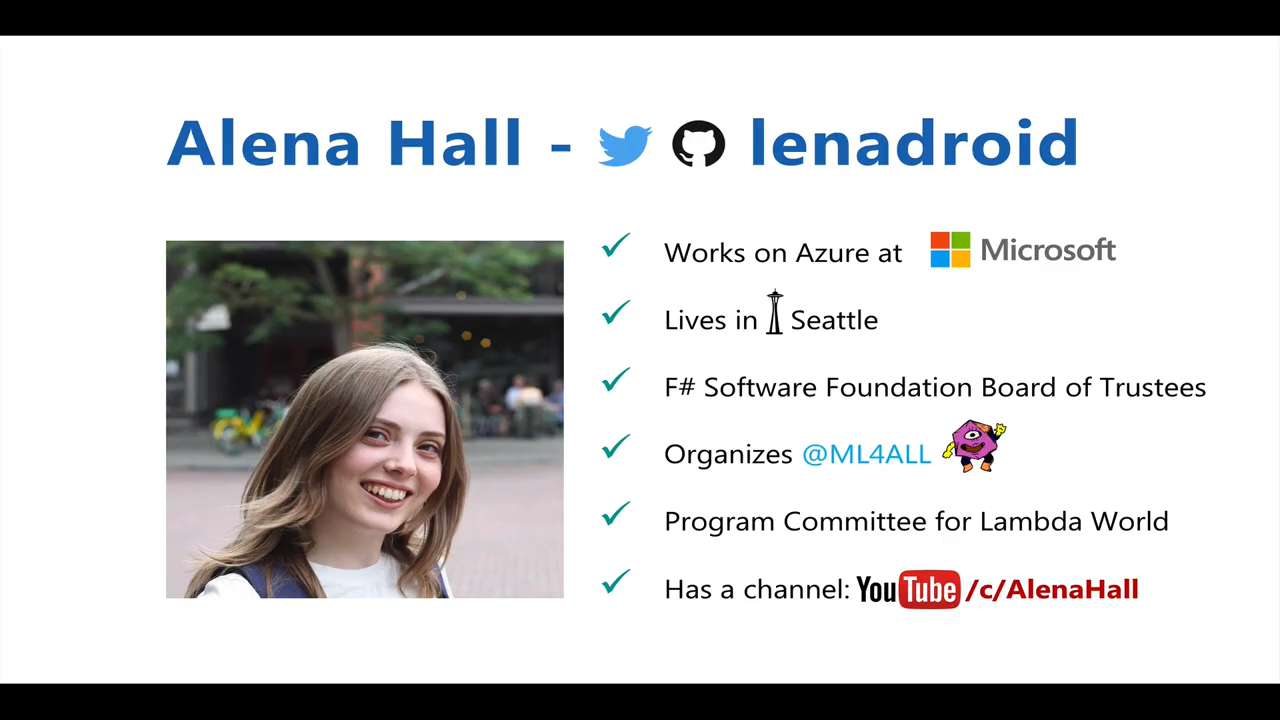 Alena Hall - lenadroid
Works on Azure at Microsoft
Lives in Seattle
F# Software Foundation Board of Trustees
Organizes @ML4ALL
Program Committee for Lambda World
Has a channel: YouTube /c/AlenaHall